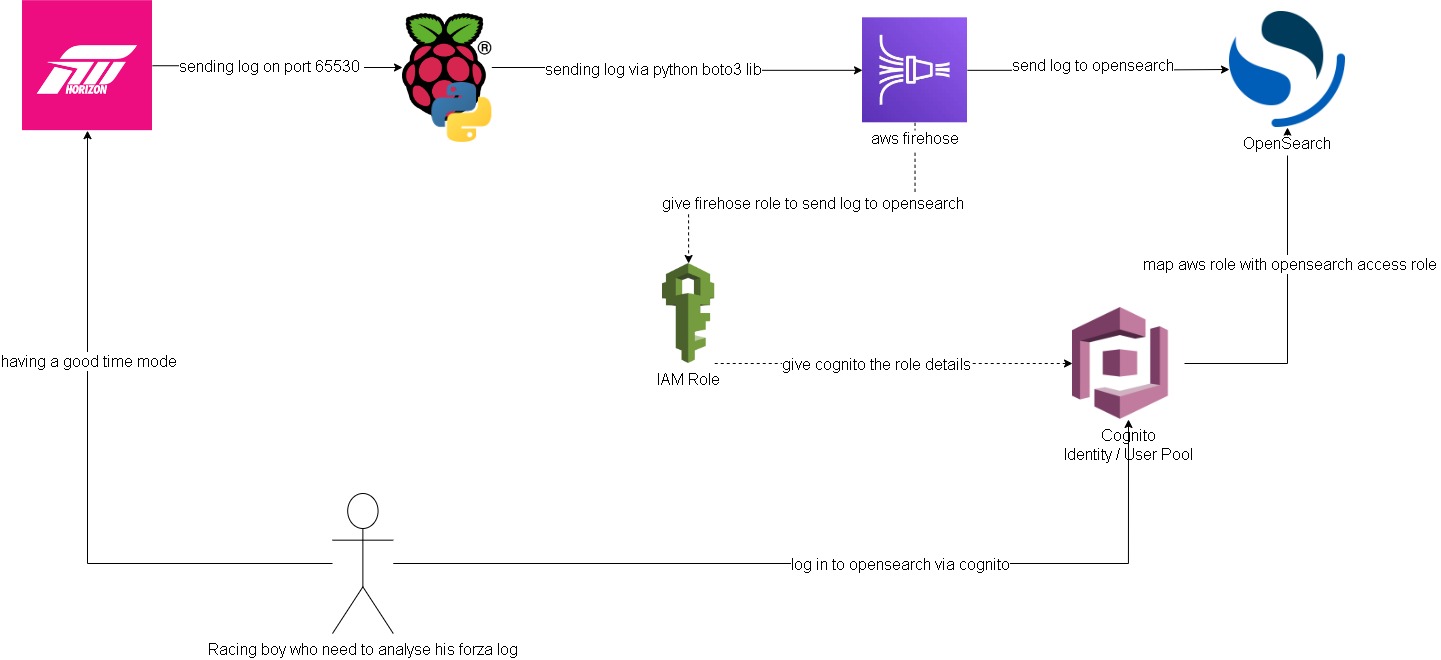 HORIZON
sending log on port 65530
®
sending log via python boto3 lib
send log to opensearch
aws firehose
OpenSearch
give firehose role to send log to opensearch
map aws role with opensearch access role
having a good time mode
give cognito the role details
IAM Role
Cognito
Identity / User Pool
log in to opensearch via cognito
Racing boy who need to analyse his forza log